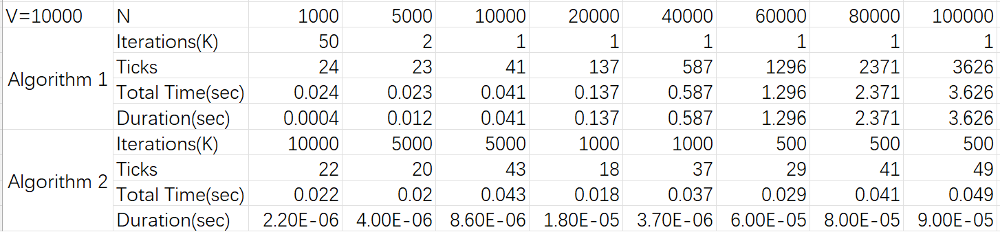 V=10000 N 1000 5000 10000 20000 40000 60000 80000 100000
Algorithm 1
Iterations(K) 50 2 1 1 1 1 1 1
Ticks 24 23 41 137 587 1296 2371 3626
Total Time(sec) 0.024 0.023 0.041 0.137 0.587 1.296 2.371 3.626
Duration(sec) 0.0004 0.012 0.041 0.137 0.587 1.296 2.371 3.626
Algorithm 2
Iterations(K) 10000 5000 5000 1000 1000 500 500 500
Ticks 22 20 43 18 37 29 41 49
Total Time(sec) 0.022 0.02 0.043 0.018 0.037 0.029 0.041 0.049
Duration(sec) 2.20E-06 4.00E-06 8.60E-06 1.80E-05 3.70E-06 6.00E-05 8.00E-05 9.00E-05